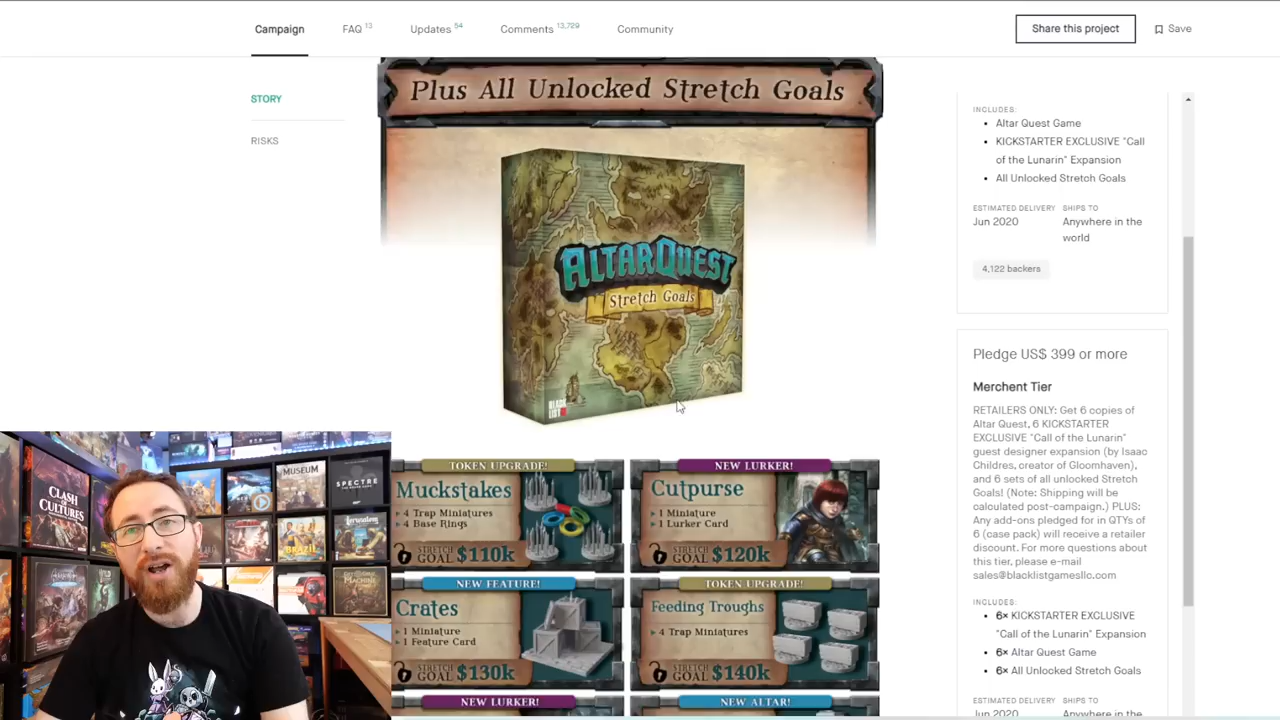 Campaign
FAQ 13
Updates 54
Comments 13,729
Community
Share this project
Save
STORY
RISKS
Plus All Unlocked Stretch Goals
ALTAR QUEST
Stretch Goals
BLACK
LIST
TOKEN UPGRADE!
Muckstakes
4 Trap Miniatures
4 Base Rings
STRETCH
GOAL $110k
NEW LURKER!
Cutpurse
1 Miniature
1 Lurker Card
STRETCH
GOAL $120k
NEW FEATURE!
Crates
1 Miniature
1 Feature Card
STRETCH
GOAL $130k
TOKEN UPGRADE!
Feeding Troughs
4 Trap Miniatures
STRETCH
GOAL $140k
NEW LURKER!
NEW ALTAR!
INCLUDES:
Altar Quest Game
KICKSTARTER EXCLUSIVE "Call
of the Lunarin" Expansion
All Unlocked Stretch Goals
ESTIMATED DELIVERY
Jun 2020
SHIPS TO
Anywhere in the
world
4,122 backers
Pledge US$ 399 or more
Merchent Tier
RETAILERS ONLY: Get 6 copies of
Altar Quest, 6 KICKSTARTER
EXCLUSIVE "Call of the Lunarin"
guest designer expansion (by Isaac
Childres, creator of Gloomhaven),
and 6 sets of all unlocked Stretch
Goals! (Note: Shipping will be
calculated post-campaign.) PLUS:
Any add-ons pledged for in QTYs of
6 (case pack) will receive a retailer
discount. For more questions about
this tier, please e-mail
sales@blacklistgamesllc.com
INCLUDES:
6× KICKSTARTER EXCLUSIVE
"Call of the Lunarin" Expansion
6× Altar Quest Game
6× All Unlocked Stretch Goals
ESTIMATED DELIVERY
Jun 2020
SHIPS TO
Anywhere in the
CLASH
OF
CULTURES
MUSEUM
SPECTRE
BRAZIL
Jerusalem
MACHINE